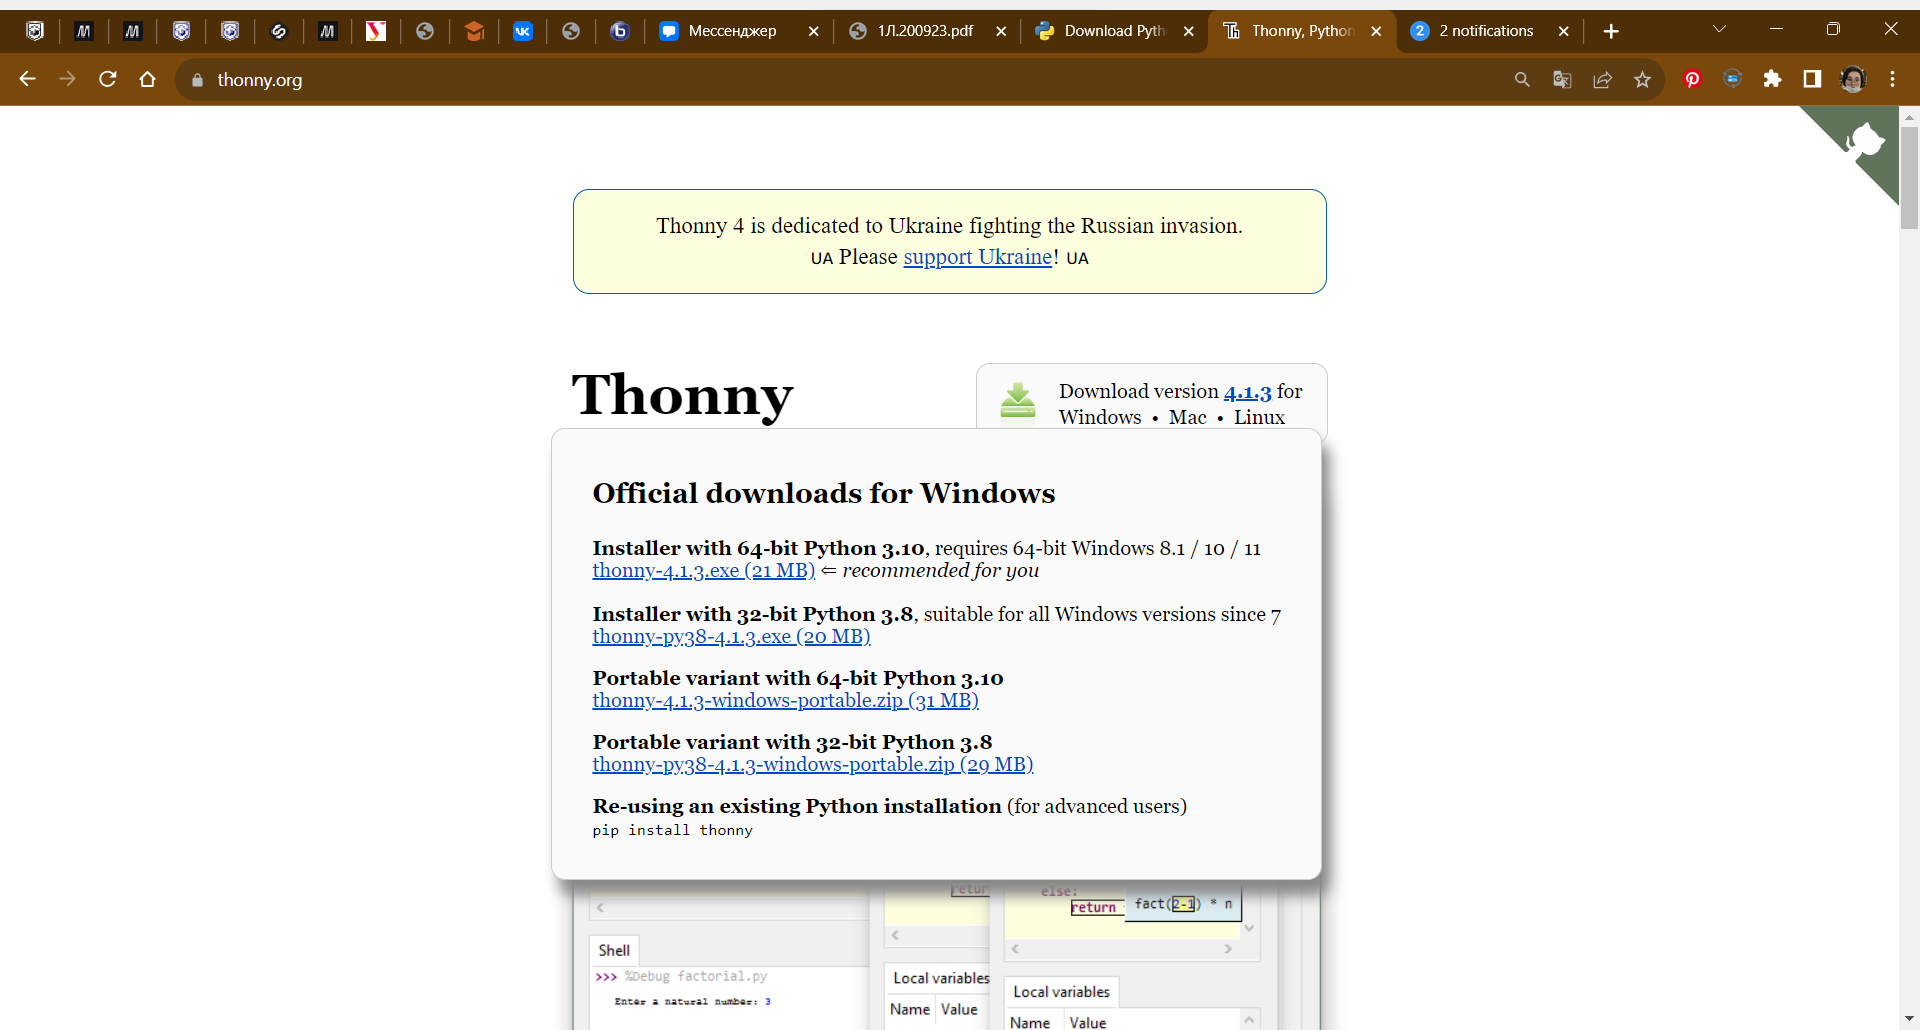 Мессенджер
1Л.200923.pdf
Download Pyth
Thonny, Python
2 2 notifications
thonny.org
Thonny 4 is dedicated to Ukraine fighting the Russian invasion.
UA Please support Ukraine! UA
Thonny
Download version 4.1.3 for
Windows • Mac • Linux
Official downloads for Windows
Installer with 64-bit Python 3.10, requires 64-bit Windows 8.1 / 10 / 11
thonny-4.1.3.exe (21 MB) ⇐ recommended for you
Installer with 32-bit Python 3.8, suitable for all Windows versions since 7
thonny-py38-4.1.3.exe (20 MB)
Portable variant with 64-bit Python 3.10
thonny-4.1.3-windows-portable.zip (31 MB)
Portable variant with 32-bit Python 3.8
thonny-py38-4.1.3-windows-portable.zip (29 MB)
Re-using an existing Python installation (for advanced users)
pip install thonny
retur
else:
return
fact(2-1) * n
Shell
>>> %Debug factorial.py
Enter a natural number: 3
Local variables
Name Value
Local variables
Name Value